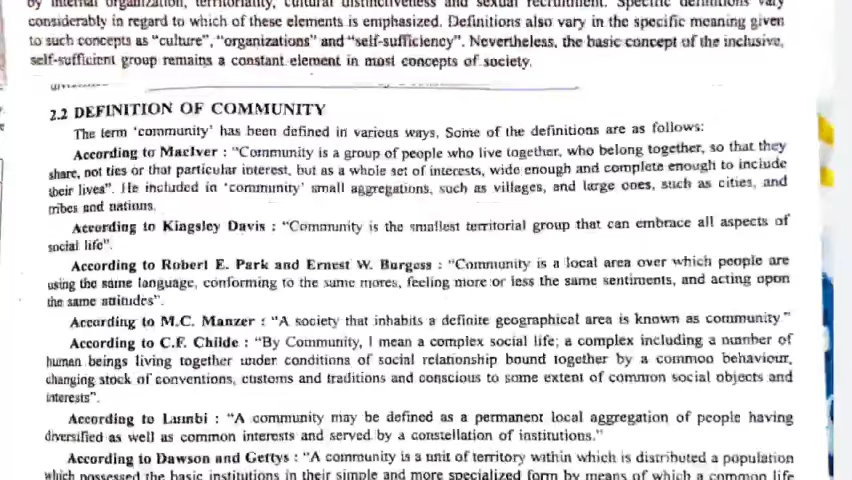 by internal organization, territoriality, cultural distinctiveness and sexual recruitment. Specific definitions vary
considerably in regard to which of these elements is emphasized. Definitions also vary in the specific meaning given
to such concepts as “culture”, “organizations” and “self-sufficiency”. Nevertheless, the basic concept of the inclusive,
self-sufficient group remains a constant element in most concepts of society.
2.2 DEFINITION OF COMMUNITY
The term ‘community’ has been defined in various ways, Some of the definitions are as follows:
According to MacIver : “Community is a group of people who live together, who belong together, so that they
share, not ties or that particular interest, but as a whole set of interests, wide enough and complete enough to include
their lives”. He included in ‘community’ small aggregations, such as villages, and large ones, such as cities, and
tribes and nations.
According to Kingsley Davis : “Community is the smallest territorial group that can embrace all aspects of
social life”.
According to Robert E. Park and Ernest W. Burgess : “Community is a local area over which people are
using the same language, conforming to the same mores, feeling more or less the same sentiments, and acting upon
the same attitudes”.
According to M.C. Manzer : “A society that inhabits a definite geographical area is known as community.”
According to C.F. Childe : “By Community, I mean a complex social life; a complex including a number of
human beings living together under conditions of social relationship bound together by a common behaviour,
changing stock of conventions, customs and traditions and conscious to some extent of common social objects and
interests”.
According to Lumbi : “A community may be defined as a permanent local aggregation of people having
diversified as well as common interests and served by a constellation of institutions.”
According to Dawson and Gettys : “A community is a unit of territory within which is distributed a population
which possessed the basic institutions in their simple and more specialized form by means of which a common life